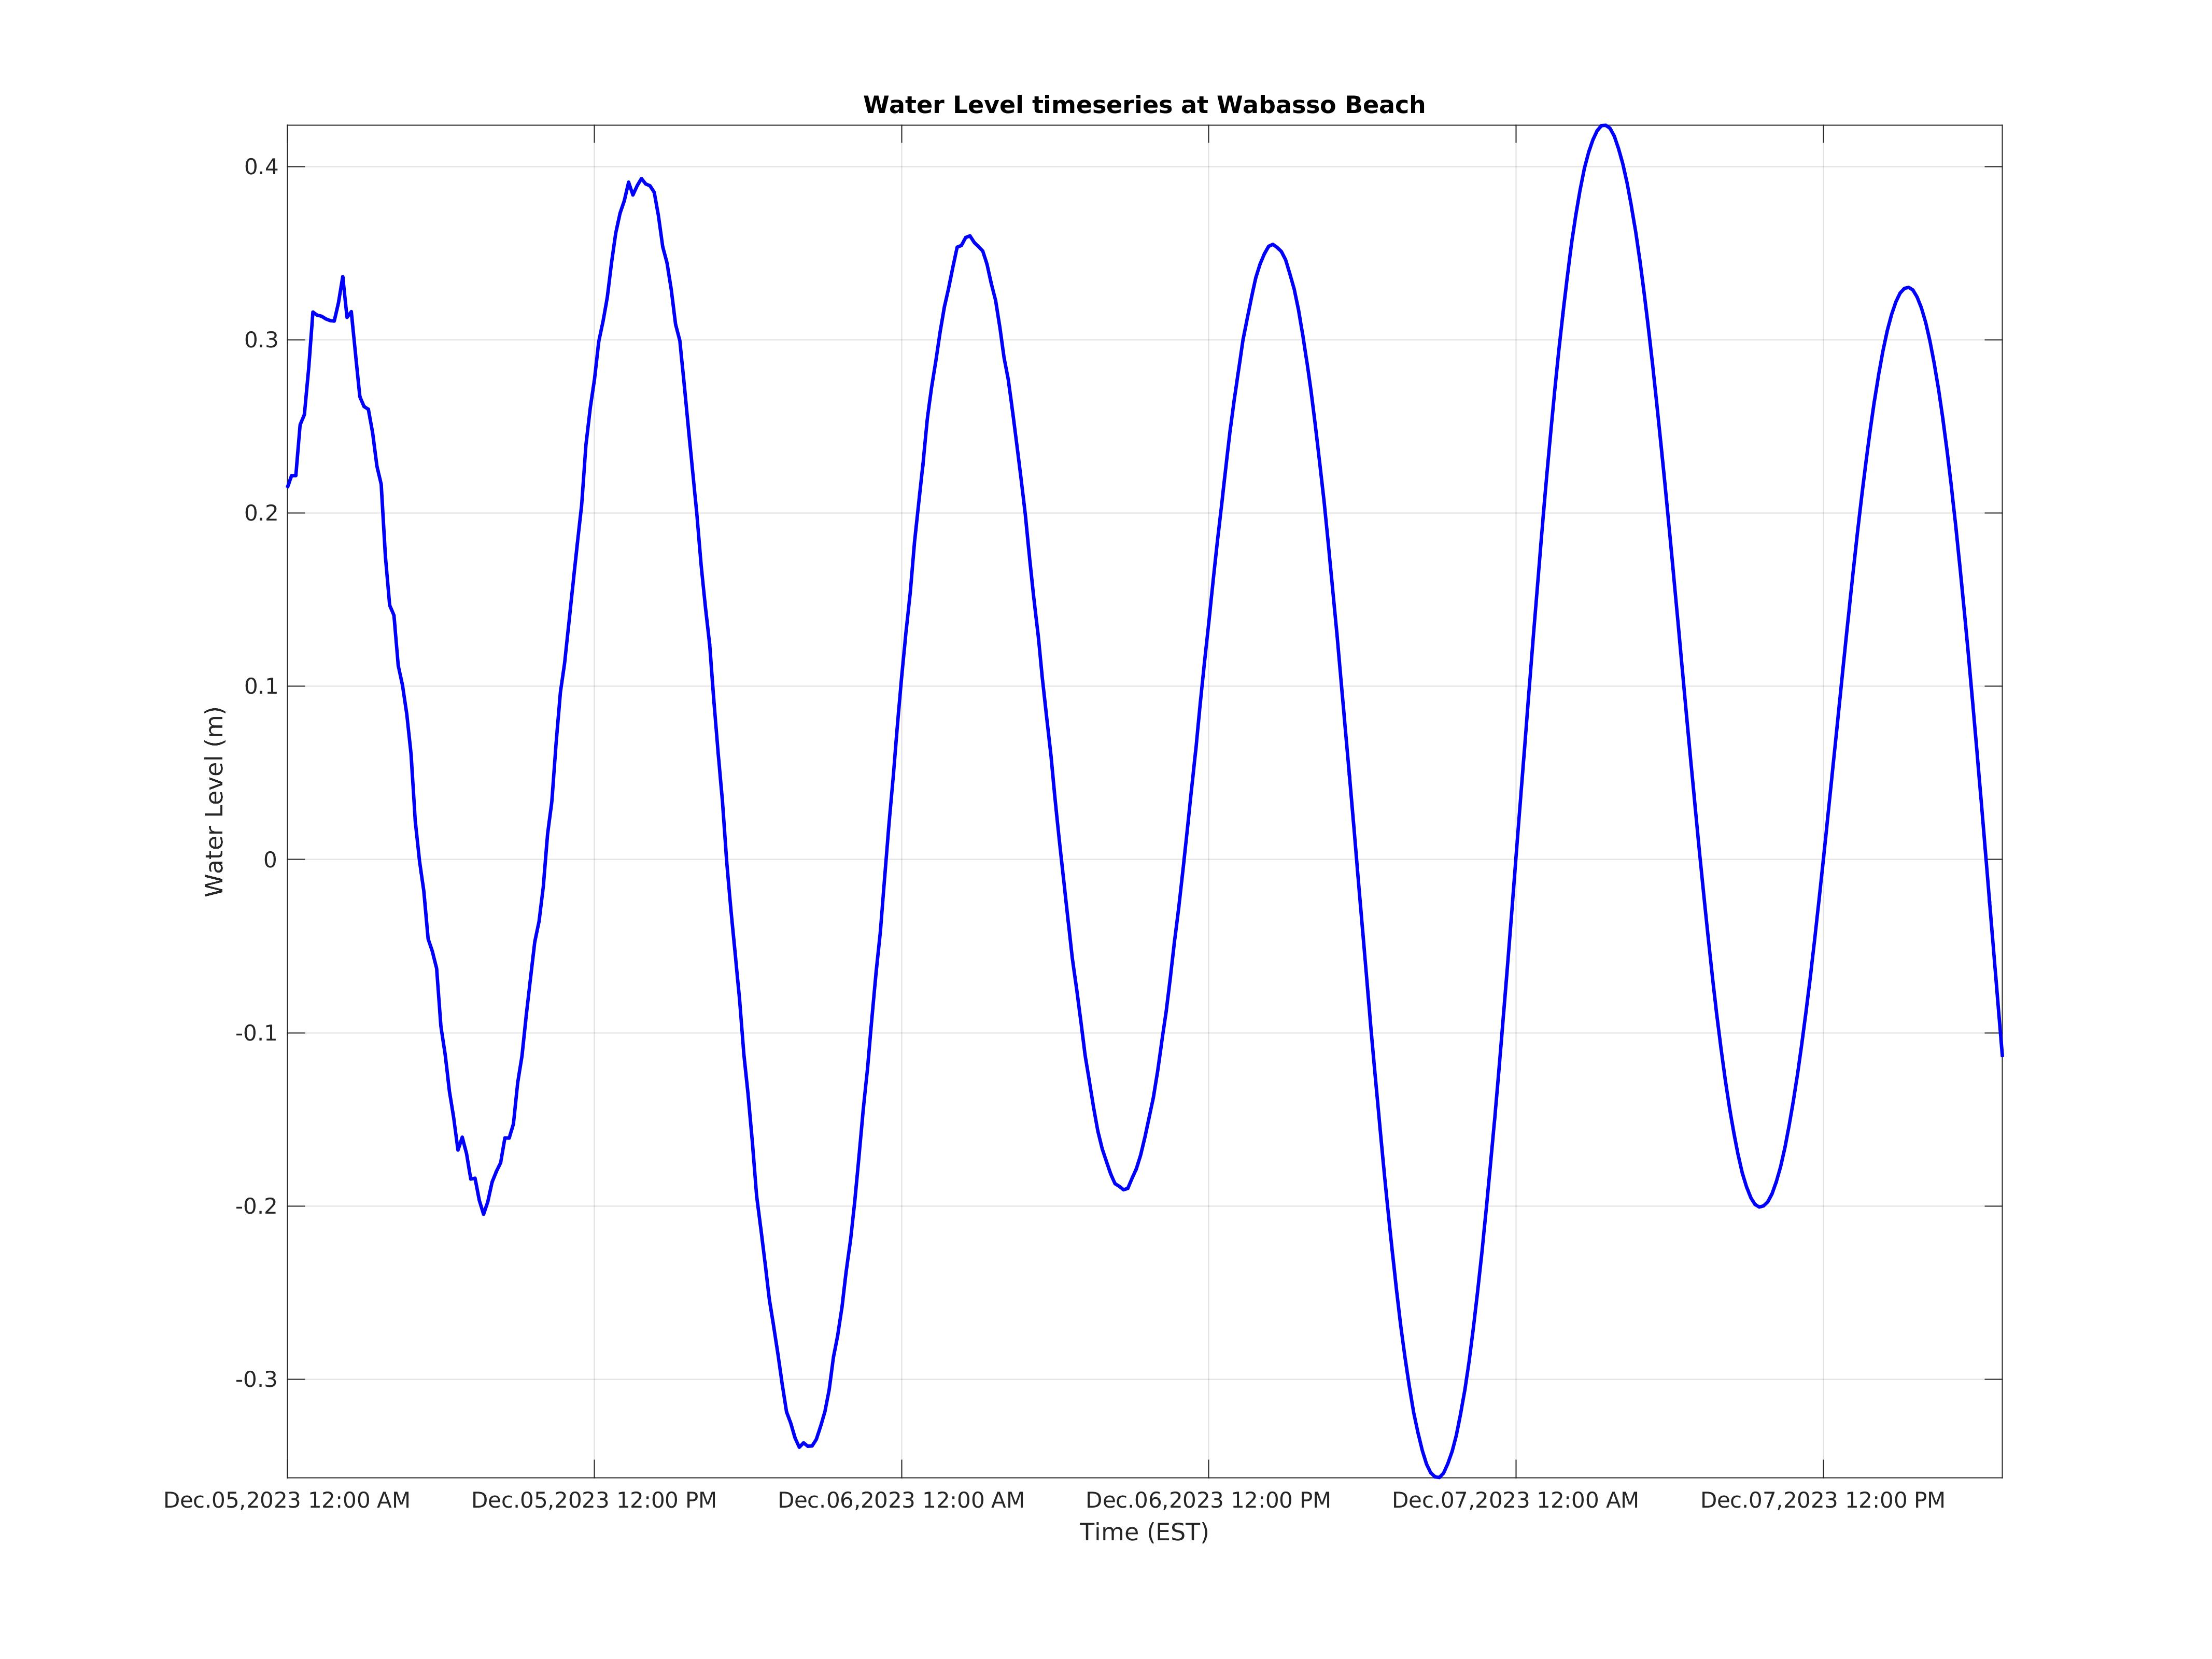 Water Level timeseries at Wabasso Beach
0.4
0.3
0.2
0.1
0
-0.1
-0.2
-0.3
Water Level (m)
Dec.05,2023 12:00 AM Dec.05,2023 12:00 PM Dec.06,2023 12:00 AM Dec.06,2023 12:00 PM Dec.07,2023 12:00 AM Dec.07,2023 12:00 PM
Time (EST)